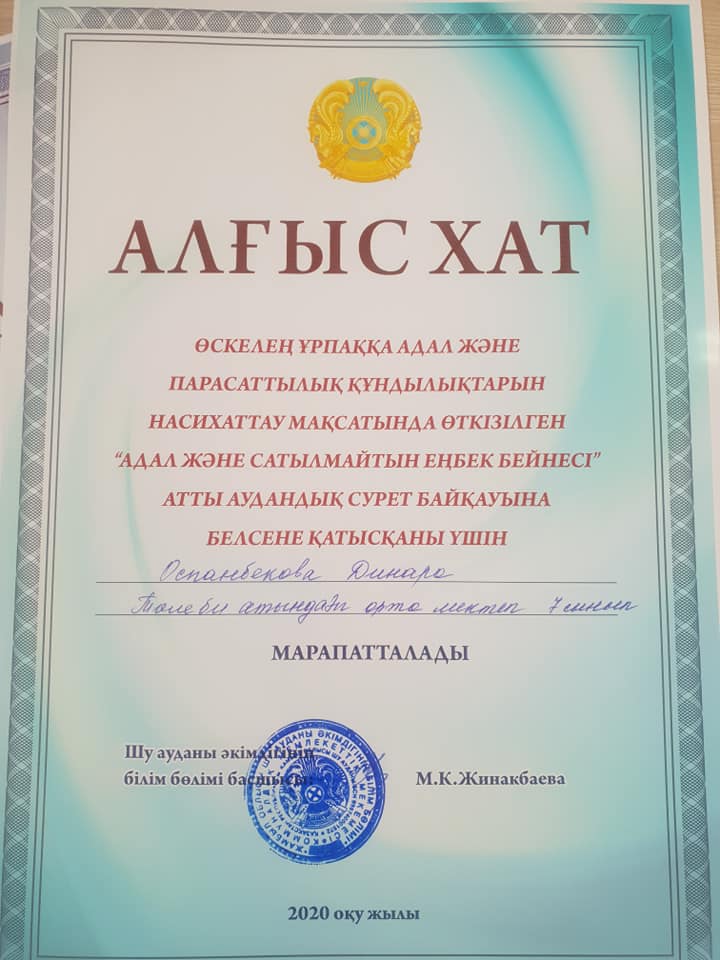 АЛҒЫС ХАТ
ӨСКЕЛЕҢ ҰРПАҚҚА АДАЛ ЖӘНЕ
ПАРАСАТТЫЛЫҚ ҚҰНДЫЛЫҚТАРЫН
НАСИХАТТАУ МАҚСАТЫНДА ӨТКІЗІЛГЕН
“АДАЛ ЖӘНЕ САТЫЛМАЙТЫН ЕҢБЕК БЕЙНЕСІ”
АТТЫ АУДАНДЫҚ СУРЕТ БАЙҚАУЫНА
БЕЛСЕНЕ ҚАТЫСҚАНЫ ҮШІН
Оспанбекова Динара
Төле би атындағы орта мектеп 7 сынып
МАРАПАТТАЛАДЫ
Шу ауданы әкімдігінің
білім бөлімі бастығы: М.К.Жинакбаева
2020 оқу жылы